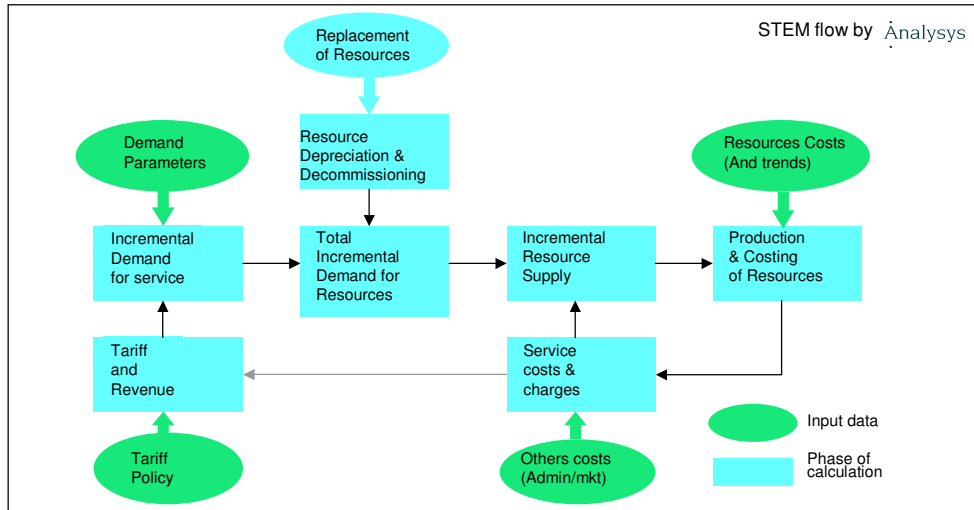 STEM flow by Analysys
Replacement
of Resources
Demand
Parameters
Resource
Depreciation &
Decommissioning
Resources Costs
(And trends)
Incremental
Demand
for service
Total
Incremental
Demand for
Resources
Incremental
Resource
Supply
Production
& Costing
of Resources
Tariff
and
Revenue
Service
costs &
charges
Input data
Tariff
Policy
Others costs
(Admin/mkt)
Phase of
calculation